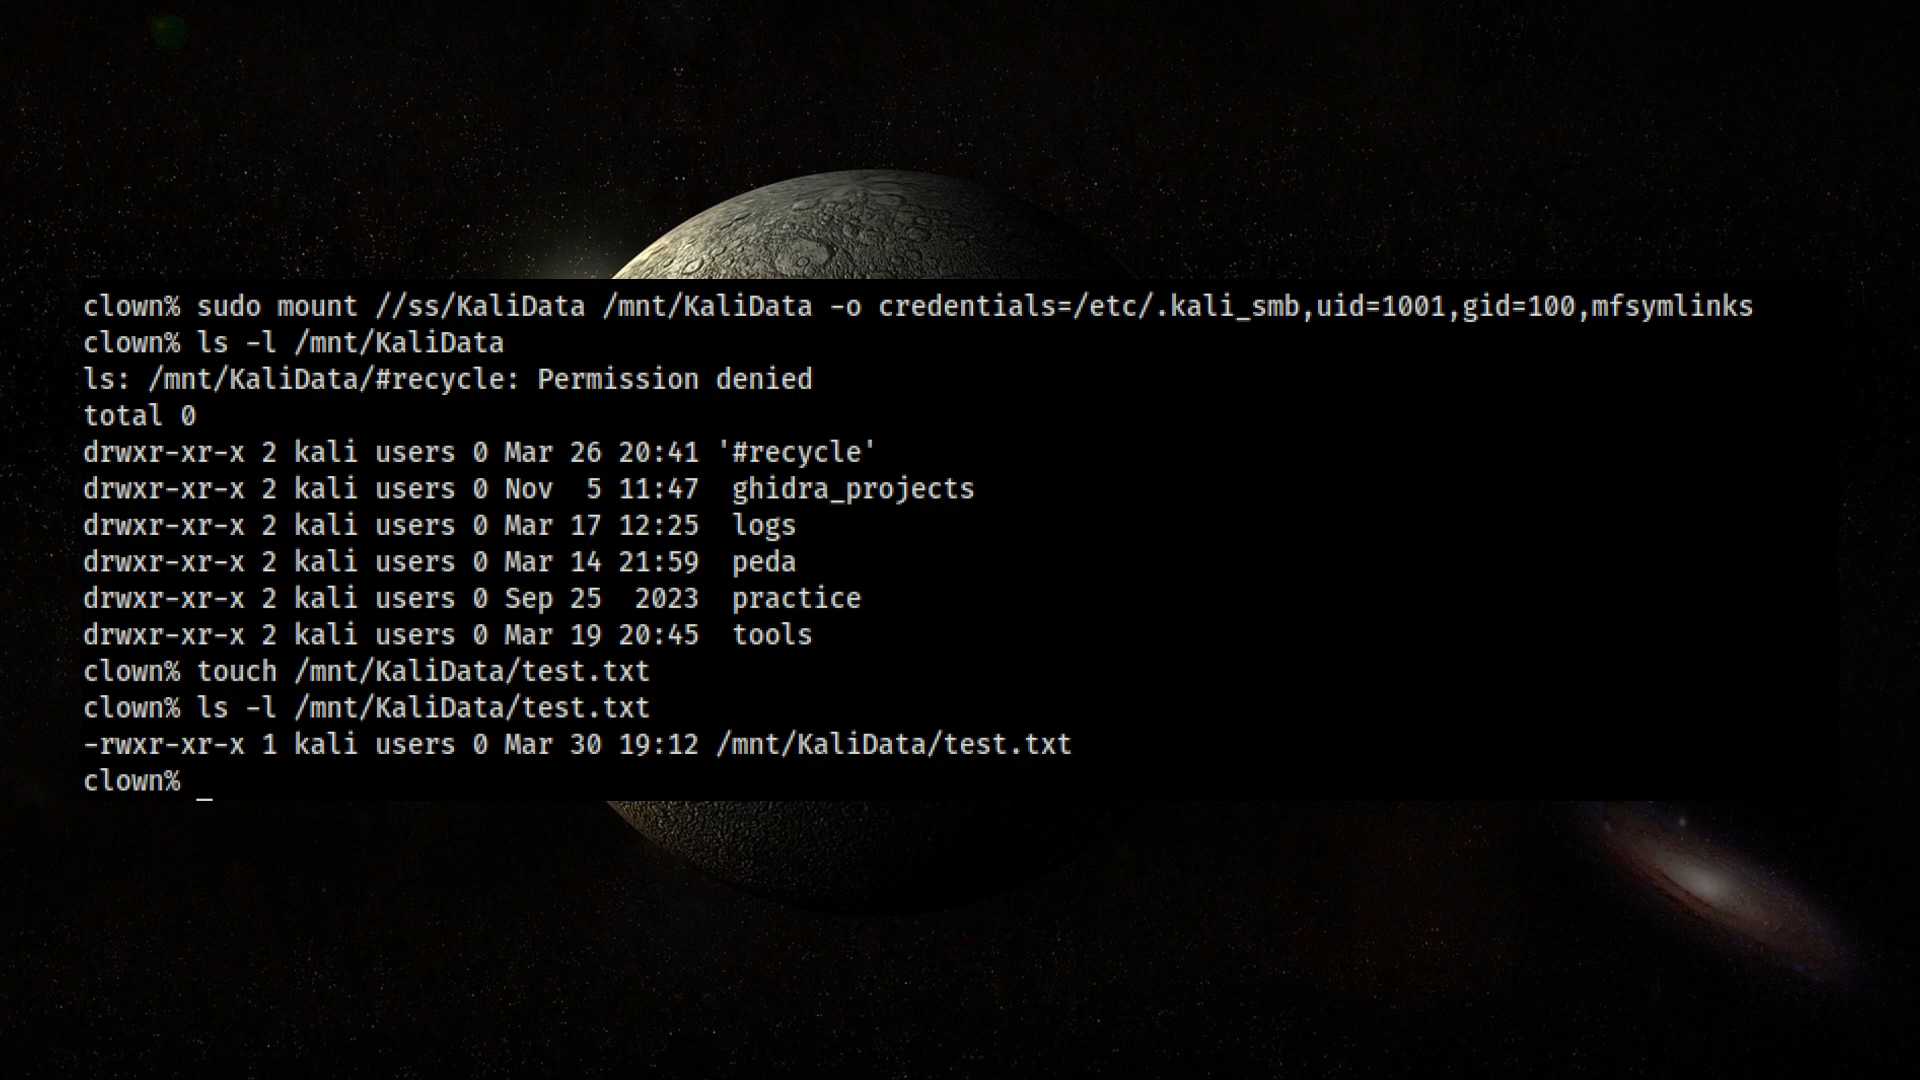 clown% sudo mount //ss/KaliData /mnt/KaliData -o credentials=/etc/.kali_smb,uid=1001,gid=100,mfsymlinks
clown% ls -l /mnt/KaliData
ls: /mnt/KaliData/#recycle: Permission denied
total 0
drwxr-xr-x 2 kali users 0 Mar 26 20:41 '#recycle'
drwxr-xr-x 2 kali users 0 Nov  5 11:47  ghidra_projects
drwxr-xr-x 2 kali users 0 Mar 17 12:25  logs
drwxr-xr-x 2 kali users 0 Mar 14 21:59  peda
drwxr-xr-x 2 kali users 0 Sep 25  2023  practice
drwxr-xr-x 2 kali users 0 Mar 19 20:45  tools
clown% touch /mnt/KaliData/test.txt
clown% ls -l /mnt/KaliData/test.txt
-rwxr-xr-x 1 kali users 0 Mar 30 19:12 /mnt/KaliData/test.txt
clown% _